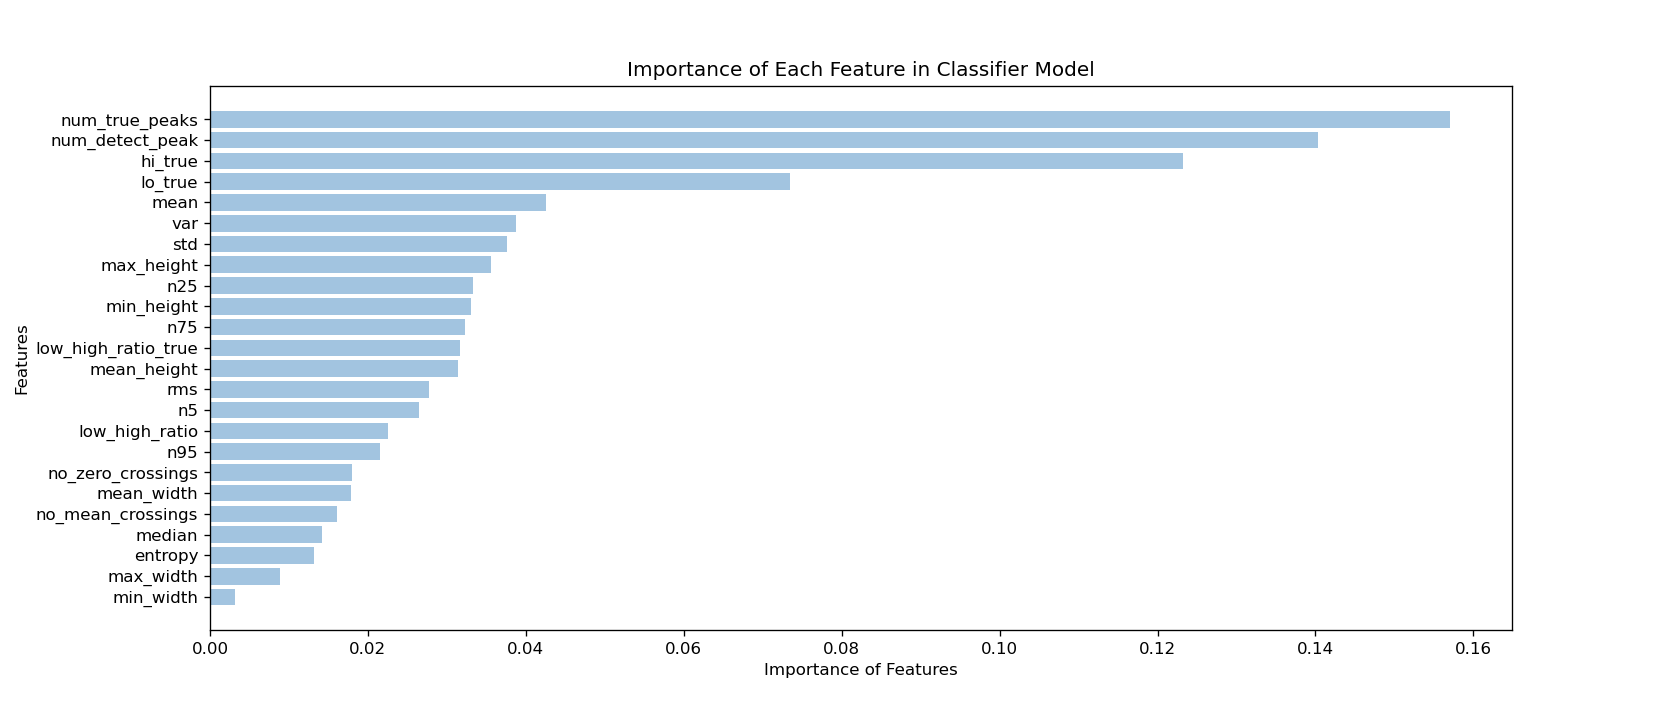 Importance of Each Feature in Classifier Model
num_true_peaks
num_detect_peak
hi_true
lo_true
mean
var
std
max_height
n25
min_height
n75
low_high_ratio_true
mean_height
rms
n5
low_high_ratio
n95
no_zero_crossings
mean_width
no_mean_crossings
median
entropy
max_width
min_width
Features
0.00 0.02 0.04 0.06 0.08 0.10 0.12 0.14 0.16
Importance of Features